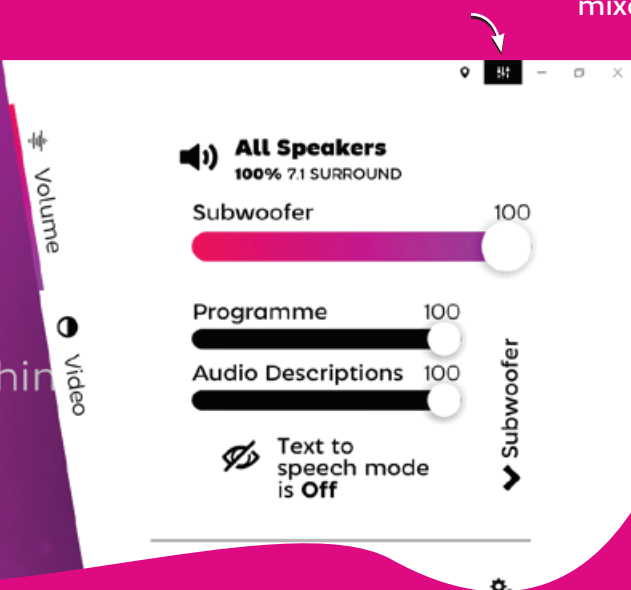 All Speakers
100% 7.1 SURROUND
Subwoofer 100
Programme 100
Audio Descriptions 100
Text to
speech mode
is Off
Subwoofer
Volume
Video